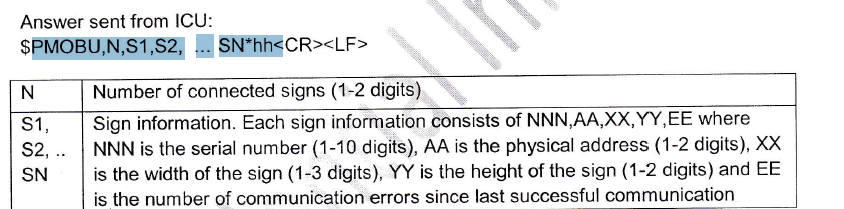 Answer sent from ICU:
$PMOBU,N,S1,S2, ... SN*hh<CR><LF>
N Number of connected signs (1-2 digits)
S1, Sign information. Each sign information consists of NNN,AA,XX,YY,EE where
S2, .. NNN is the serial number (1-10 digits), AA is the physical address (1-2 digits), XX
SN is the width of the sign (1-3 digits), YY is the height of the sign (1-2 digits) and EE
is the number of communication errors since last successful communication